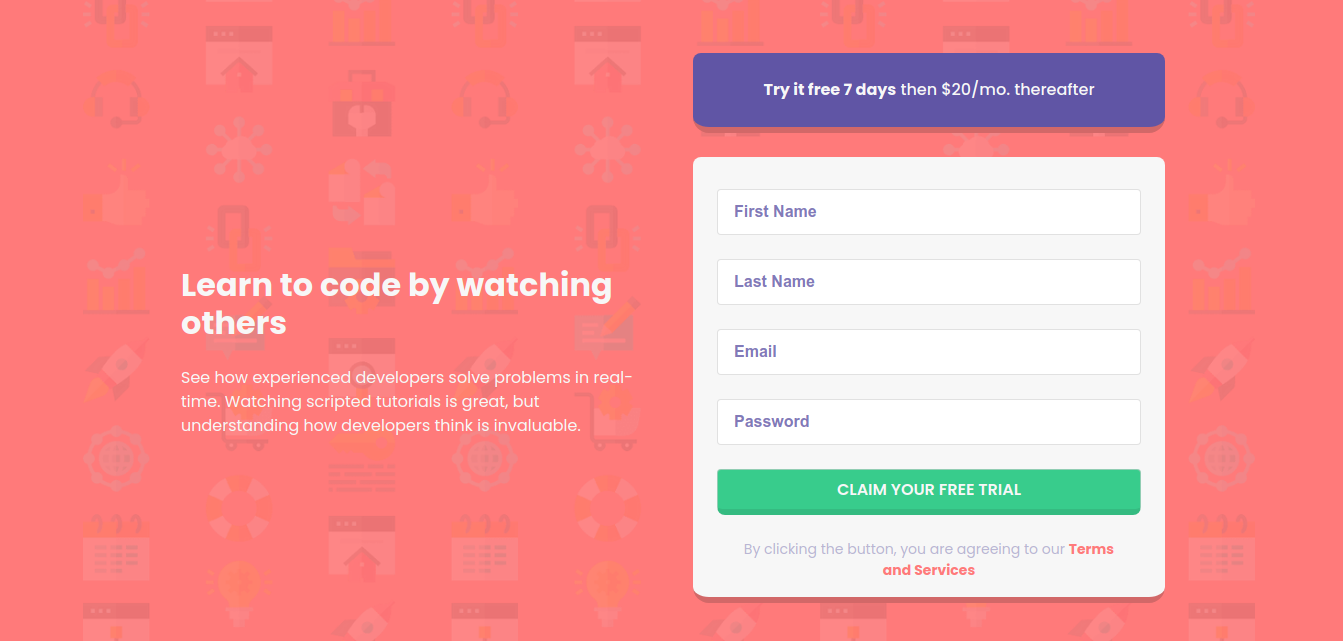 Try it free 7 days then $20/mo. thereafter
Learn to code by watching
others
See how experienced developers solve problems in real-
time. Watching scripted tutorials is great, but
understanding how developers think is invaluable.
First Name
Last Name
Email
Password
CLAIM YOUR FREE TRIAL
By clicking the button, you are agreeing to our Terms
and Services